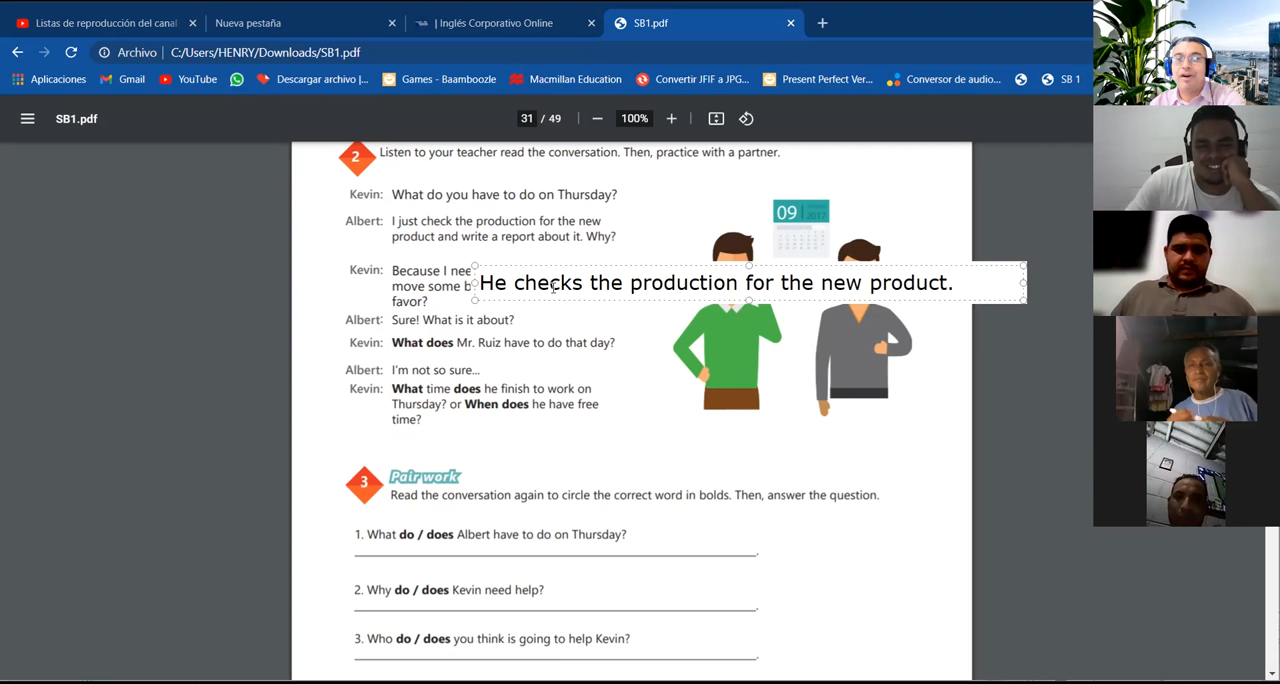 Listas de reproducción del canal
Nueva pestaña
| Inglés Corporativo Online
SB1.pdf
Archivo | C:/Users/HENRY/Downloads/SB1.pdf
Aplicaciones
Gmail
YouTube
Descargar archivo |...
Games - Baamboozle
Macmillan Education
Convertir JFIF a JPG...
Present Perfect Ver...
Conversor de audio...
SB 1
SB1.pdf
31 / 49
100%
2 Listen to your teacher read the conversation. Then, practice with a partner.
Kevin: What do you have to do on Thursday?
Albert: I just check the production for the new
product and write a report about it. Why?
09 2017
Kevin: Because I nee
move some b
favor?
He checks the production for the new product.
Albert: Sure! What is it about?
Kevin: What does Mr. Ruiz have to do that day?
Albert: I'm not so sure...
Kevin: What time does he finish to work on
Thursday? or When does he have free
time?
3 Pair work
Read the conversation again to circle the correct word in bolds. Then, answer the question.
1. What do / does Albert have to do on Thursday?
2. Why do / does Kevin need help?
3. Who do / does you think is going to help Kevin?